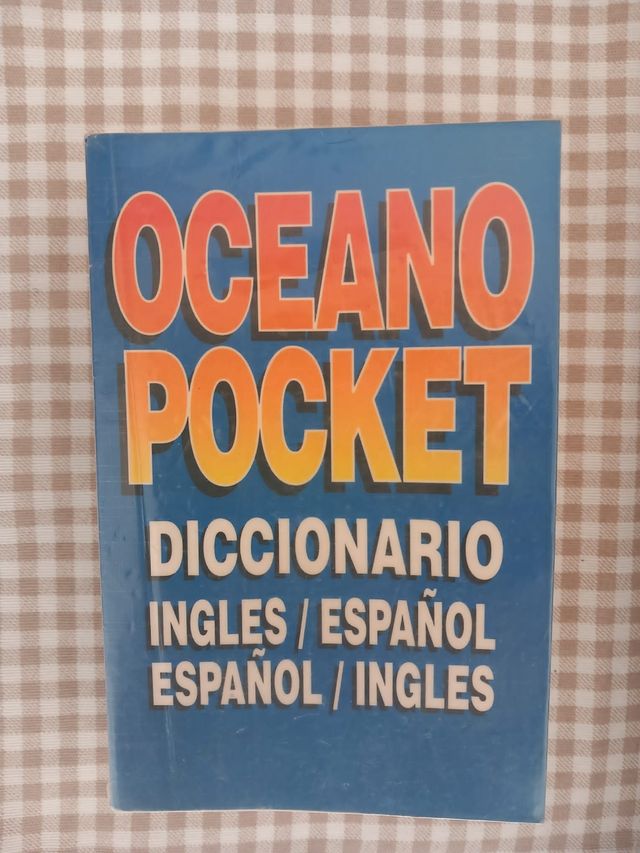 OCEANO
POCKET
DICCIONARIO
INGLES / ESPAÑOL
ESPAÑOL / INGLES